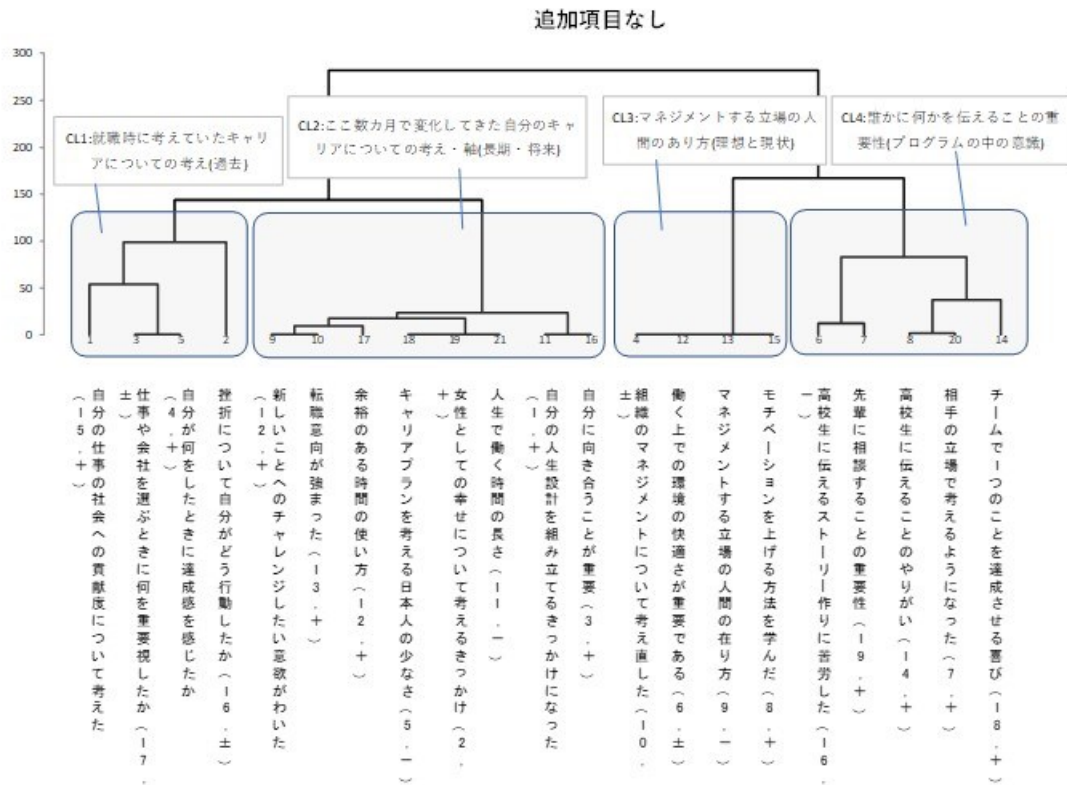 追加項目なし
300
250
200
150
100
50
0
CL1:就職時に考えていたキャリ
アについての考え(過去)
CL2:ここ数カ月で変化してきた自分のキャ
リアについての考え・軸(長期・将来)
CL3:マネジメントする立場の人
間のあり方(理想と現状)
CL4:誰かに何かを伝えることの重
要性(プログラムの中の意識)
1 3 5 2 9 10 17 18 19 21 11 16 4 12 13 15 6 7 8 20 14
自分の仕事の社会への貢献度について考えた
(15.+)
仕事や会社を選ぶときに何を重要視したか(17.
±)
自分が何をしたときに達成感を感じたか
(4.+)
挫折について自分がどう行動したか(16.±)
新しいことへのチャレンジしたい意欲がわいた
(12.+)
転職意向が強まった(13.+)
余裕のある時間の使い方(12.+)
キャリアプランを考える日本人の少なさ(5.−)
女性としての幸せについて考えるきっかけ(2.
+)
人生で働く時間の長さ(11.−)
自分の人生設計を組み立てるきっかけになった
(1.+)
自分に向き合うことが重要(3.+)
組織のマネジメントについて考え直した(10.
±)
働く上での環境の快適さが重要である(6.±)
マネジメントする立場の人間の在り方(9.−)
モチベーションを上げる方法を学んだ(8.+)
高校生に伝えるストーリー作りに苦労した(16.
−)
先輩に相談することの重要性(19.+)
高校生に伝えることのやりがい(14.+)
相手の立場で考えるようになった(7.+)
チームで1つのことを達成させる喜び(18.+)